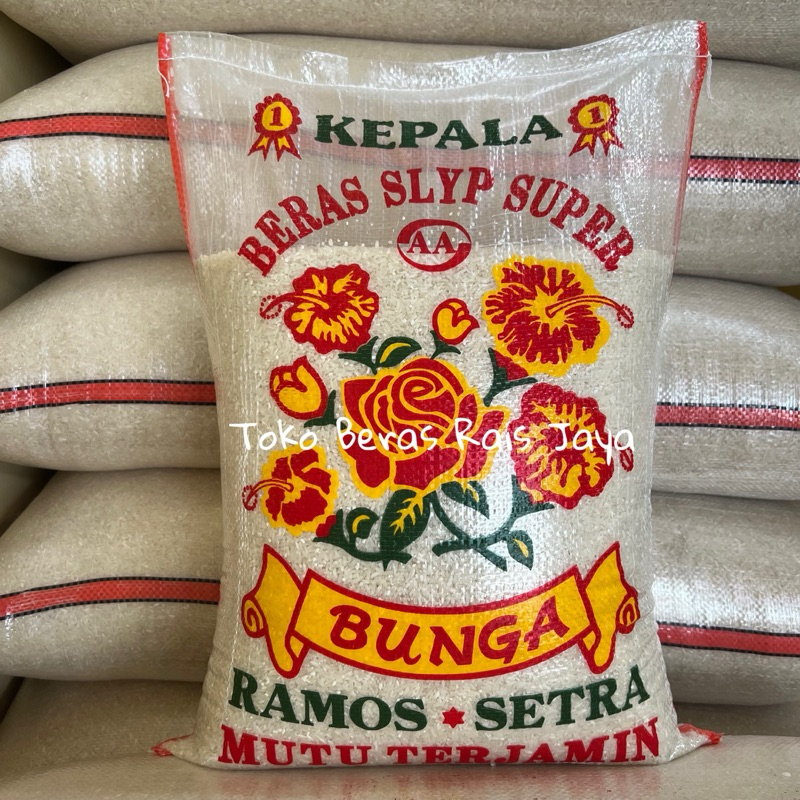 1 KEPALA 1
BERAS SLYP SUPER
AA
Toko Beras Rais Jaya
BUNGA
RAMOS ★ SETRA
MUTU TERJAMIN